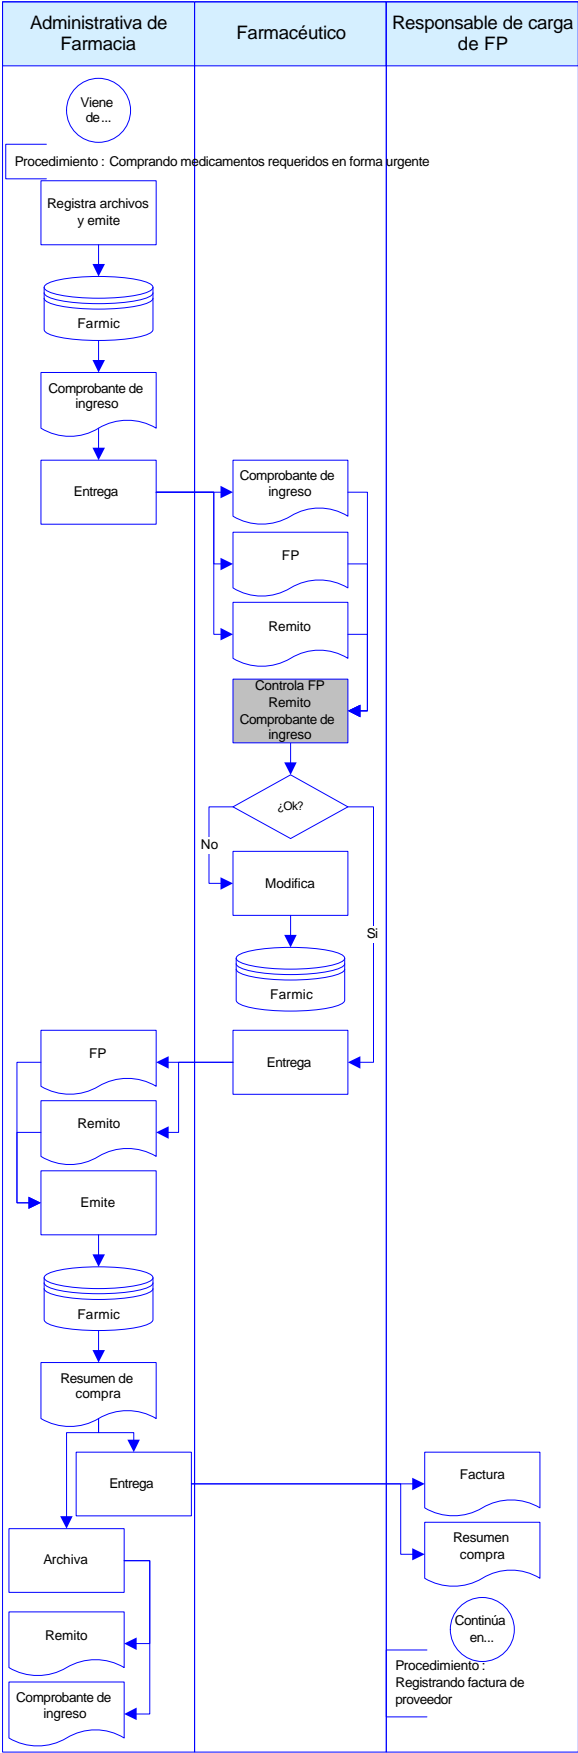 Administrativa de
Farmacia
Farmacéutico
Responsable de carga
de FP
Viene
de...
Procedimiento : Comprando medicamentos requeridos en forma urgente
Registra archivos
y emite
Farmic
Comprobante de
ingreso
Entrega
Comprobante de
ingreso
FP
Remito
Controla FP
Remito
Comprobante de
ingreso
¿Ok?
No
Modifica
Si
Farmic
FP
Entrega
Remito
Emite
Farmic
Resumen de
compra
Entrega
Factura
Archiva
Resumen
compra
Remito
Continúa
en...
Procedimiento :
Registrando factura de
proveedor
Comprobante de
ingreso